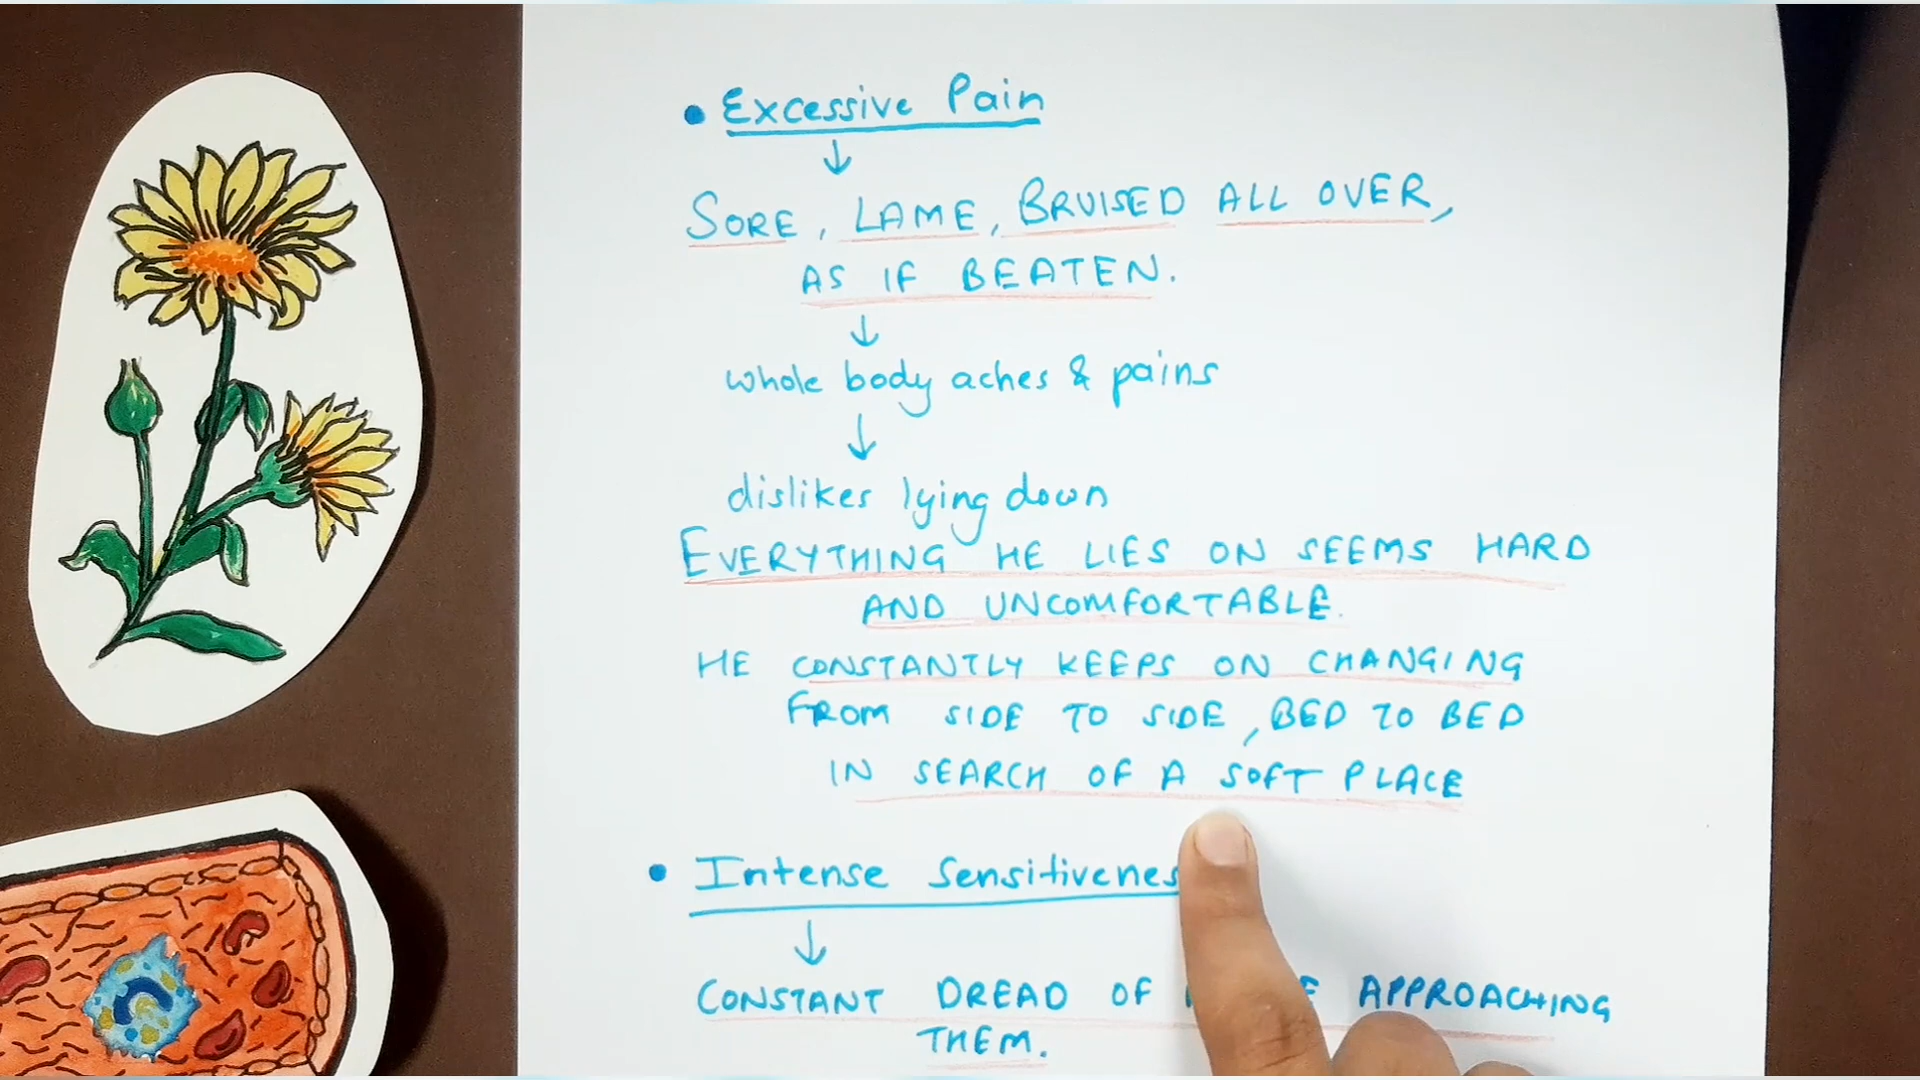 • Excessive Pain
↓
SORE, LAME, BRUISED ALL OVER,
AS IF BEATEN.
↓
whole body aches & pains
↓
dislikes lying down
EVERYTHING HE LIES ON SEEMS HARD
AND UNCOMFORTABLE.
HE CONSTANTLY KEEPS ON CHANGING
FROM SIDE TO SIDE, BED TO BED
IN SEARCH OF A SOFT PLACE
• Intense Sensitivenes
↓
CONSTANT DREAD OF APPROACHING
THEM.